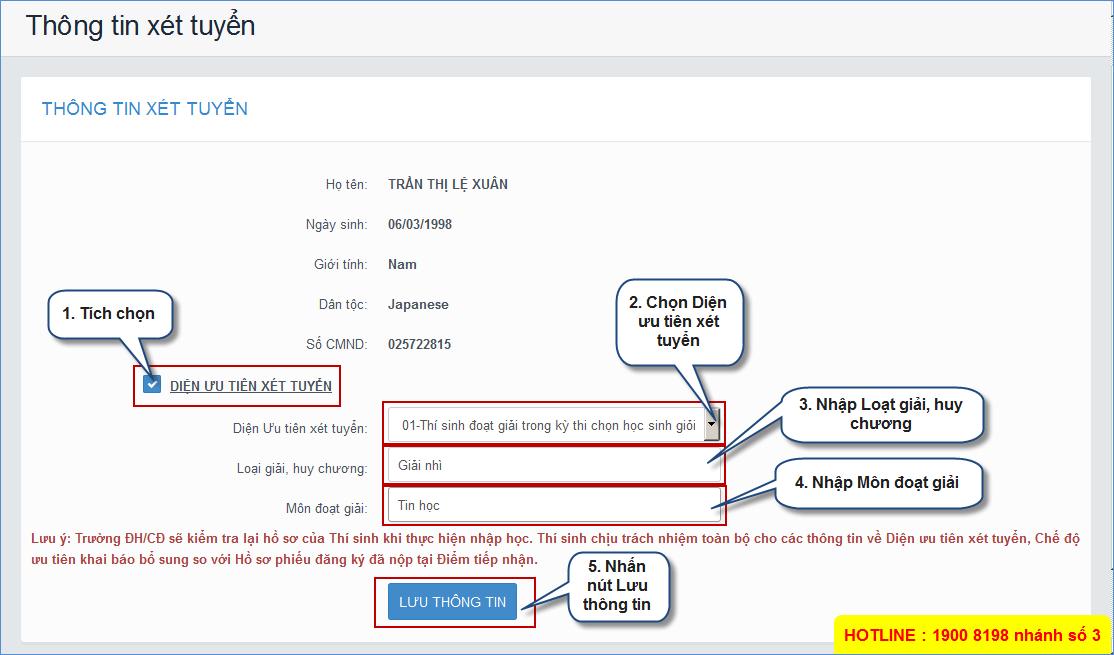 Thông tin xét tuyển
THÔNG TIN XÉT TUYỂN
Họ tên: TRẦN THỊ LỆ XUÂN
Ngày sinh: 06/03/1998
Giới tính: Nam
Dân tộc: Japanese
Số CMND: 025722815
1. Tích chọn
DIỆN ƯU TIÊN XÉT TUYỂN
2. Chọn Diện
ưu tiên xét
tuyển
Diện Ưu tiên xét tuyển: 01-Thí sinh đoạt giải trong kỳ thi chọn học sinh giỏi
3. Nhập Loạt giải, huy
chương
Loại giải, huy chương: Giải nhì
4. Nhập Môn đoạt giải
Môn đoạt giải: Tin học
Lưu ý: Trường ĐH/CĐ sẽ kiểm tra lại hồ sơ của Thí sinh khi thực hiện nhập học. Thí sinh chịu trách nhiệm toàn bộ cho các thông tin về Diện ưu tiên xét tuyển, Chế độ
ưu tiên khai báo bổ sung so với Hồ sơ phiếu đăng ký đã nộp tại Điểm tiếp nhận.
5. Nhấn
nút Lưu
thông tin
LƯU THÔNG TIN
HOTLINE : 1900 8198 nhánh số 3